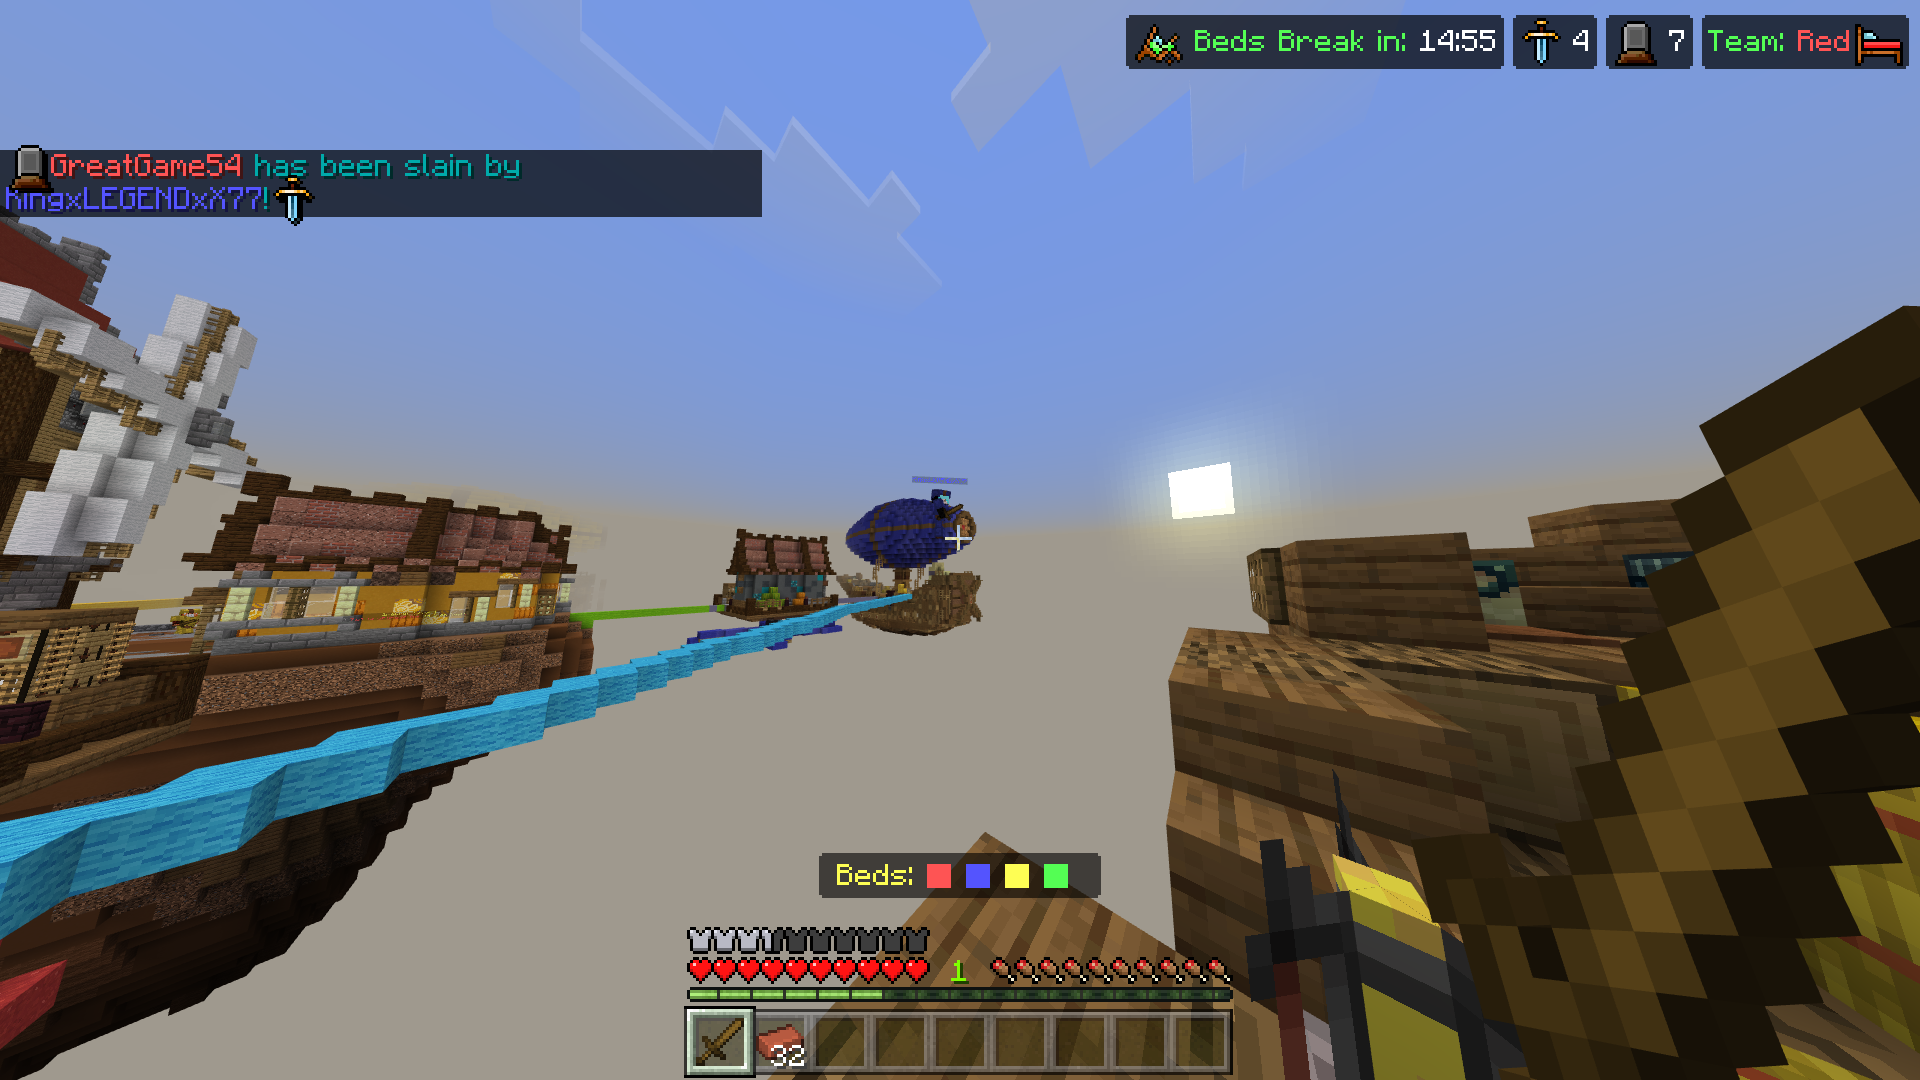 Beds Break in: 14:55
4
7
Team: Red
GreatGame54 has been slain by
KingxLEGENDxX77!
Beds:
1
32